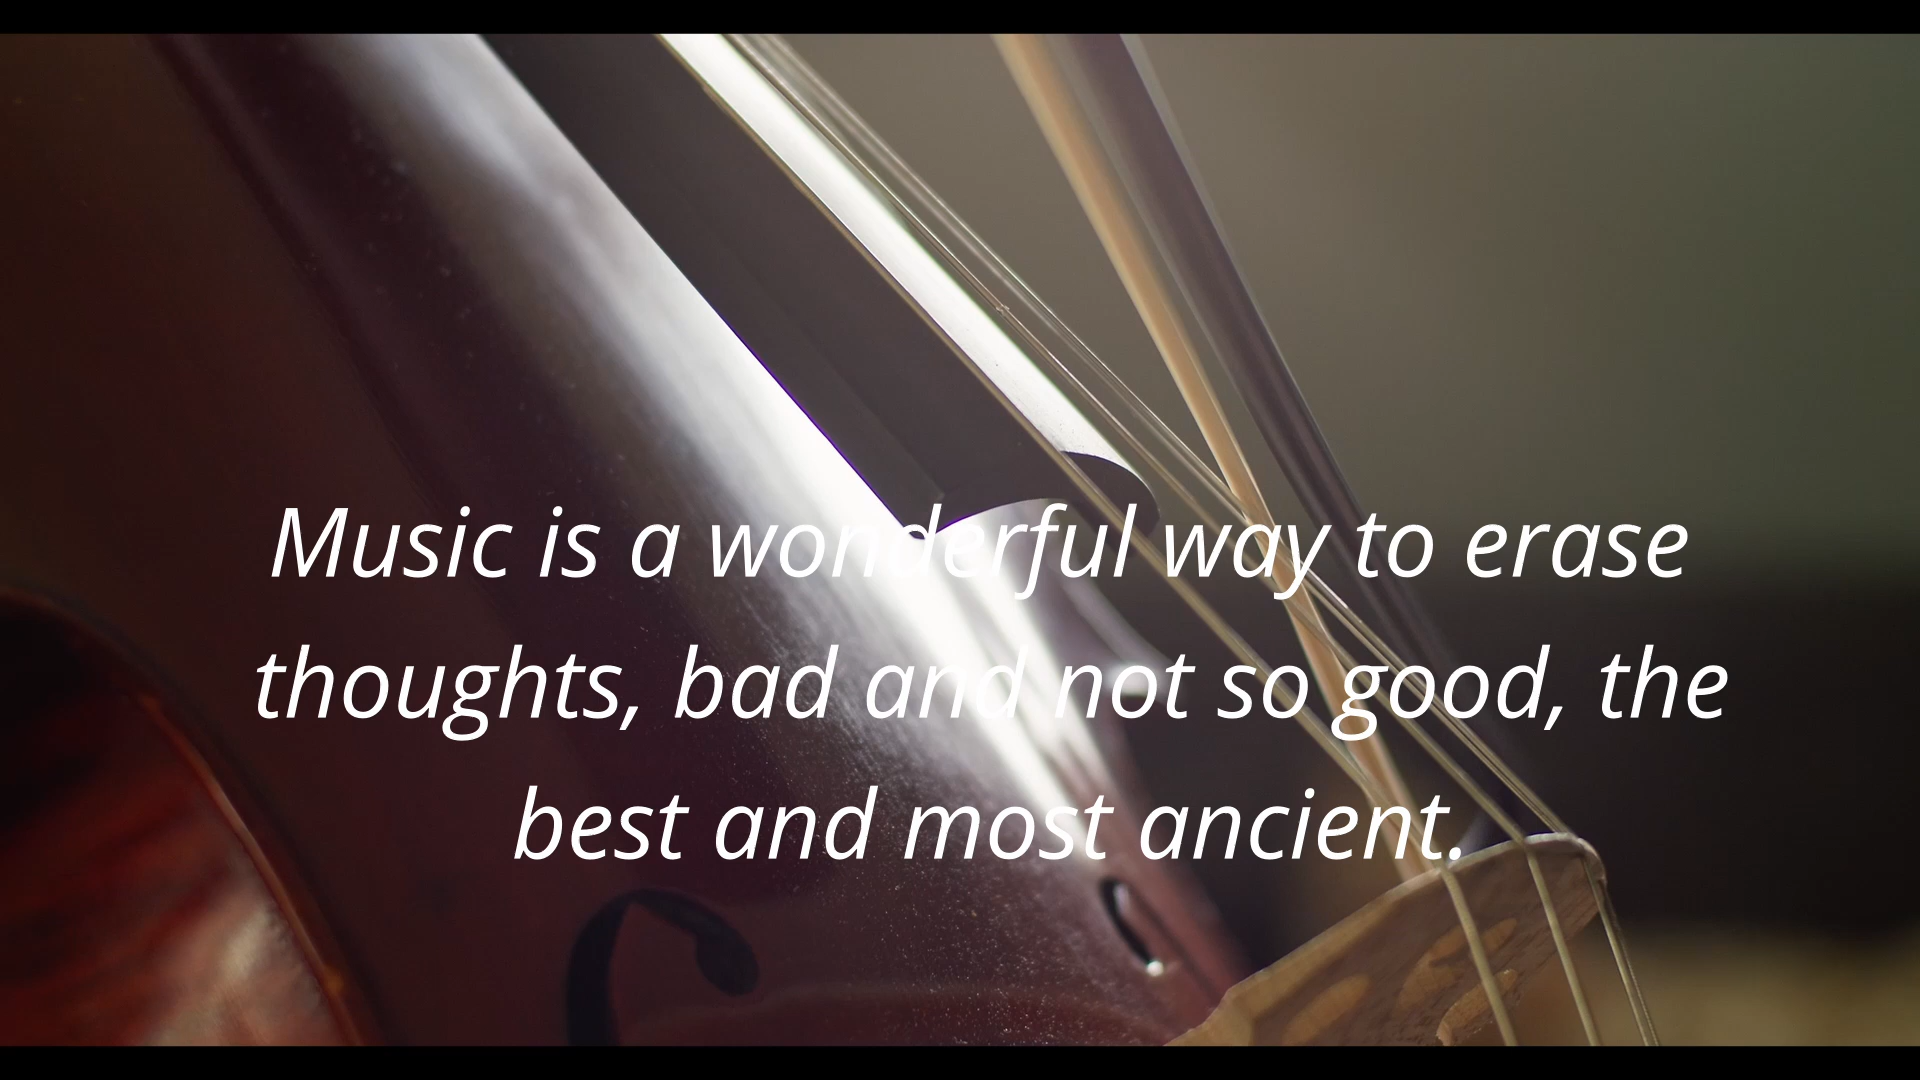 Music is a wonderful way to erase
thoughts, bad and not so good, the
best and most ancient.